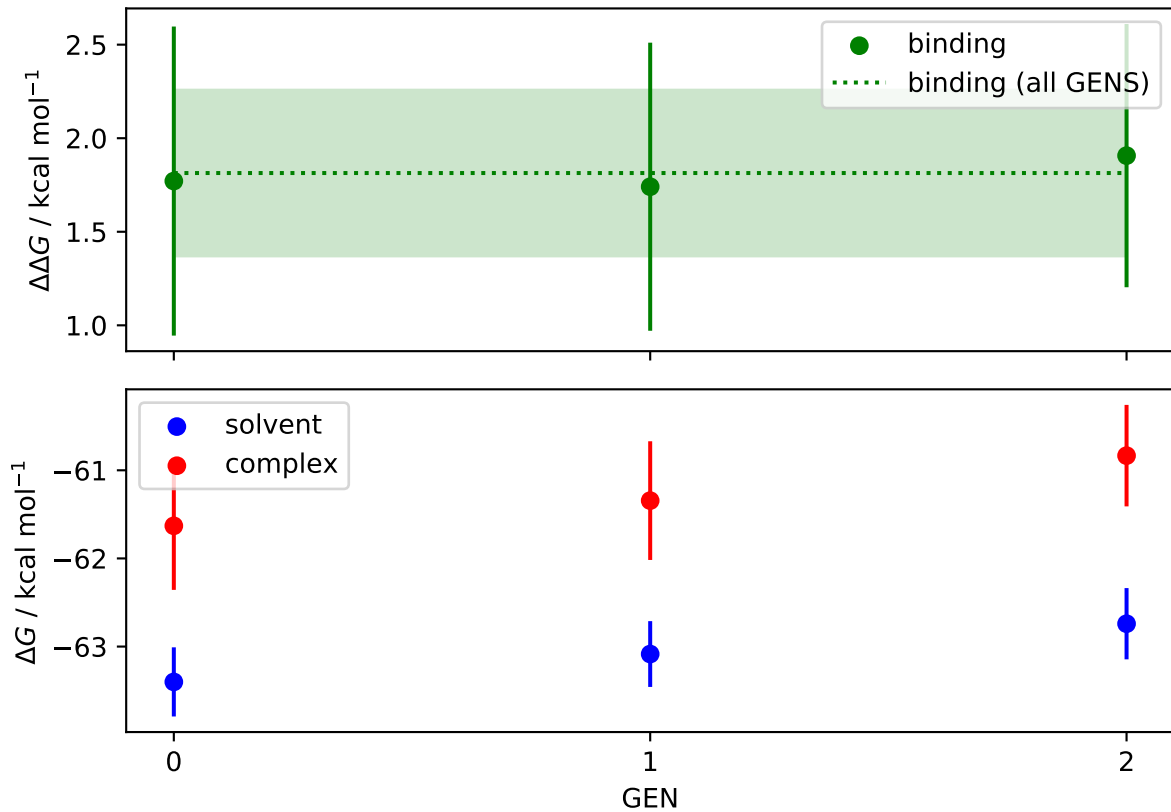 2.5
2.0
1.5
1.0
ΔΔG / kcal mol⁻¹
binding
binding (all GENS)
−61
−62
−63
ΔG / kcal mol⁻¹
solvent
complex
0
1
2
GEN